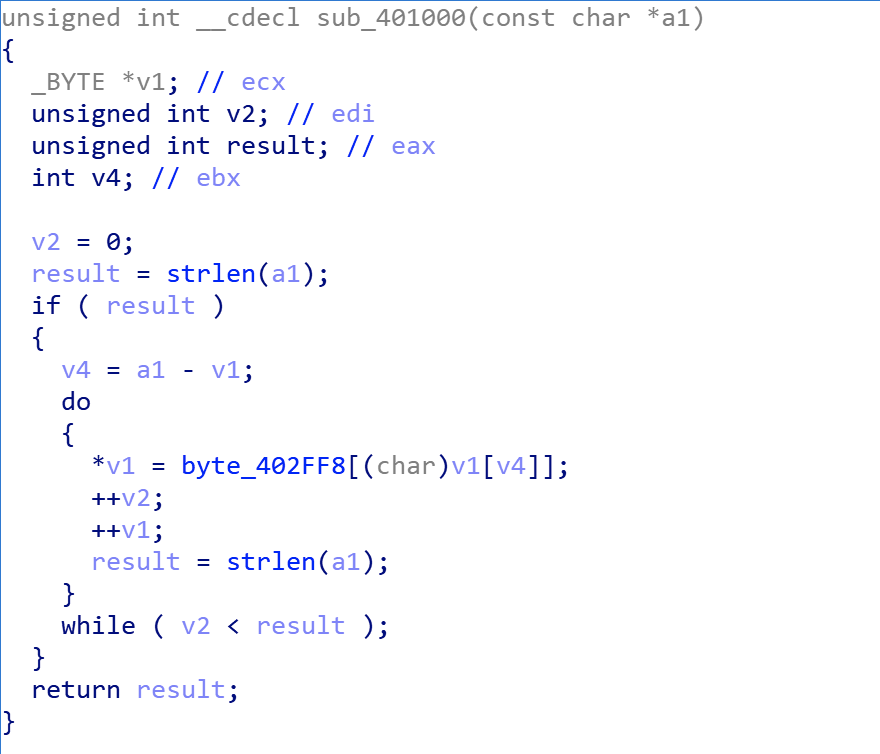 unsigned int __cdecl sub_401000(const char *a1)
{
  _BYTE *v1; // ecx
  unsigned int v2; // edi
  unsigned int result; // eax
  int v4; // ebx

  v2 = 0;
  result = strlen(a1);
  if ( result )
  {
    v4 = a1 - v1;
    do
    {
      *v1 = byte_402FF8[(char)v1[v4]];
      ++v2;
      ++v1;
      result = strlen(a1);
    }
    while ( v2 < result );
  }
  return result;
}